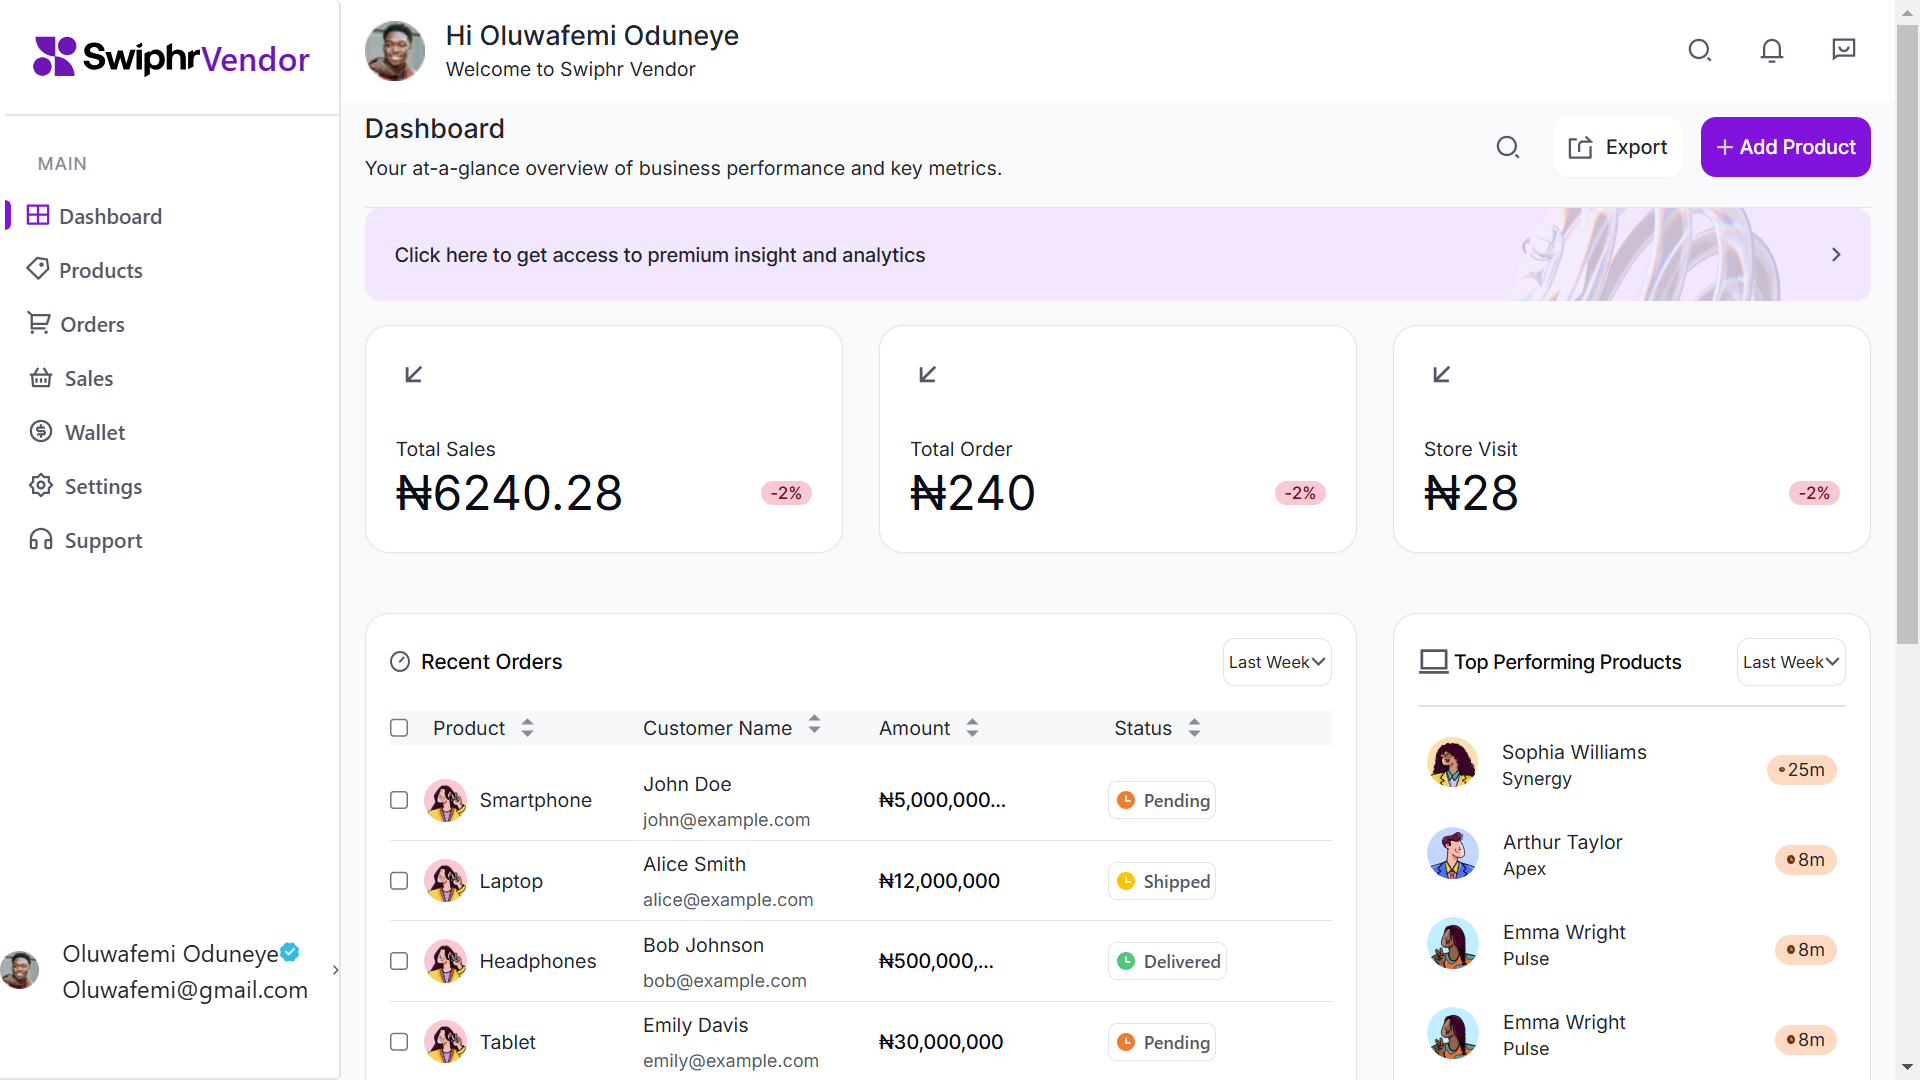 SwiphrVendor
MAIN
Dashboard
Products
Orders
Sales
Wallet
Settings
Support
Oluwafemi Oduneye
Oluwafemi@gmail.com
Hi Oluwafemi Oduneye
Welcome to Swiphr Vendor
Dashboard
Your at-a-glance overview of business performance and key metrics.
Export
+ Add Product
Click here to get access to premium insight and analytics
Total Sales
₦6240.28
-2%
Total Order
₦240
-2%
Store Visit
₦28
-2%
Recent Orders
Last Week
Product Customer Name Amount Status
Smartphone
John Doe
john@example.com
₦5,000,000...
Pending
Laptop
Alice Smith
alice@example.com
₦12,000,000
Shipped
Headphones
Bob Johnson
bob@example.com
₦500,000,...
Delivered
Tablet
Emily Davis
emily@example.com
₦30,000,000
Pending
Top Performing Products
Last Week
Sophia Williams
Synergy
25m
Arthur Taylor
Apex
8m
Emma Wright
Pulse
8m
Emma Wright
Pulse
8m